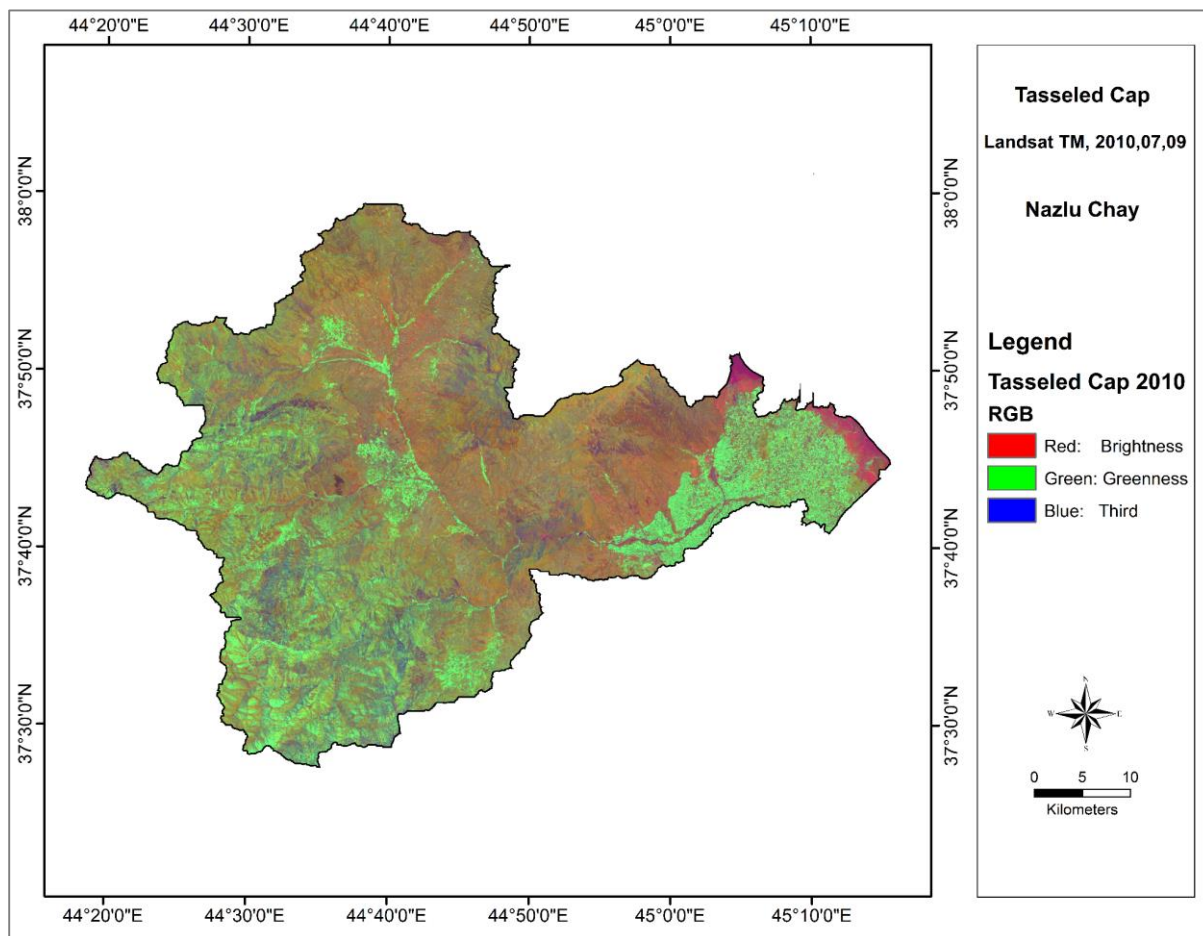 44°20'0"E 44°30'0"E 44°40'0"E 44°50'0"E 45°0'0"E 45°10'0"E
38°0'0"N
37°50'0"N
37°40'0"N
37°30'0"N
38°0'0"N
37°50'0"N
37°40'0"N
37°30'0"N
44°20'0"E 44°30'0"E 44°40'0"E 44°50'0"E 45°0'0"E 45°10'0"E
Tasseled Cap
Landsat TM, 2010,07,09
Nazlu Chay
Legend
Tasseled Cap 2010
RGB
Red: Brightness
Green: Greenness
Blue: Third
N
W E
S
0 5 10
Kilometers